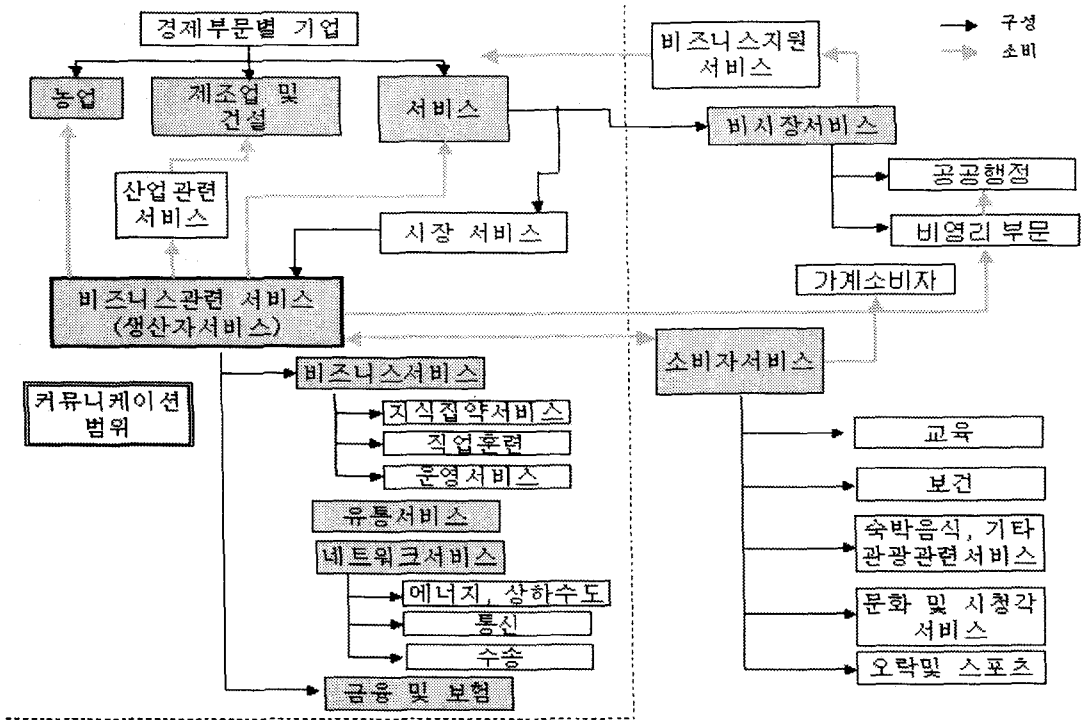 경제부문별 기업
구성
소비
비즈니스지원
서비스
농업
제조업 및
건설
서비스
비시장서비스
공공행정
산업관련
서비스
시장 서비스
비영리 부문
가계소비자
비즈니스관련 서비스
(생산자서비스)
소비자서비스
비즈니스서비스
커뮤니케이션
범위
지식집약서비스
직업훈련
운영서비스
교육
보건
유통서비스
네트워크서비스
숙박음식, 기타
관광관련서비스
에너지, 상하수도
통신
수송
문화 및 시청각
서비스
오락및 스포츠
금융 및 보험